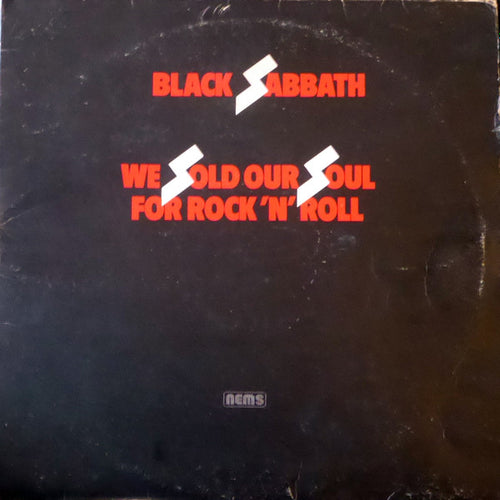 BLACK SABBATH
WE SOLD OUR SOUL
FOR ROCK 'N' ROLL
nems